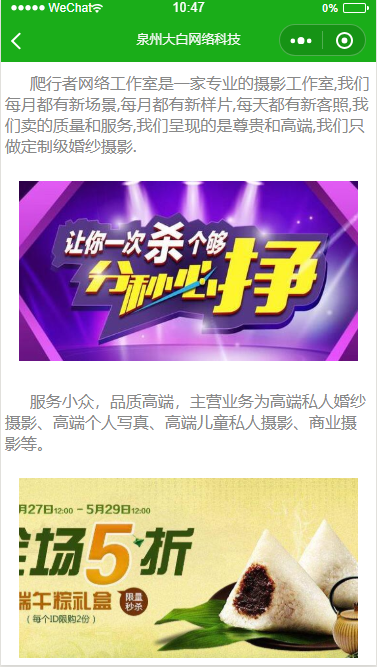 WeChat
10:47
0%
泉州大白网络科技
爬行者网络工作室是一家专业的摄影工作室,我们
每月都有新场景,每月都有新样片,每天都有新客照,我
们卖的质量和服务,我们呈现的是尊贵和高端,我们只
做定制级婚纱摄影.
让你一次杀个够
分秒必挣
服务小众，品质高端，主营业务为高端私人婚纱
摄影、高端个人写真、高端儿童私人摄影、商业摄
影等。
月27日12:00 - 5月29日12:00
全场5折
端午粽礼盒 限量
秒杀
( 每个ID限购2份 )